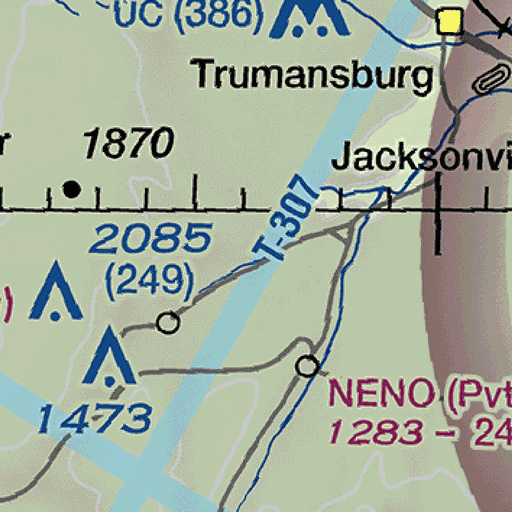 UC (386)
Trumansburg
1870
Jacksonvi
T-307
2085
(249)
1473
NENO (Pvt
1283 - 24